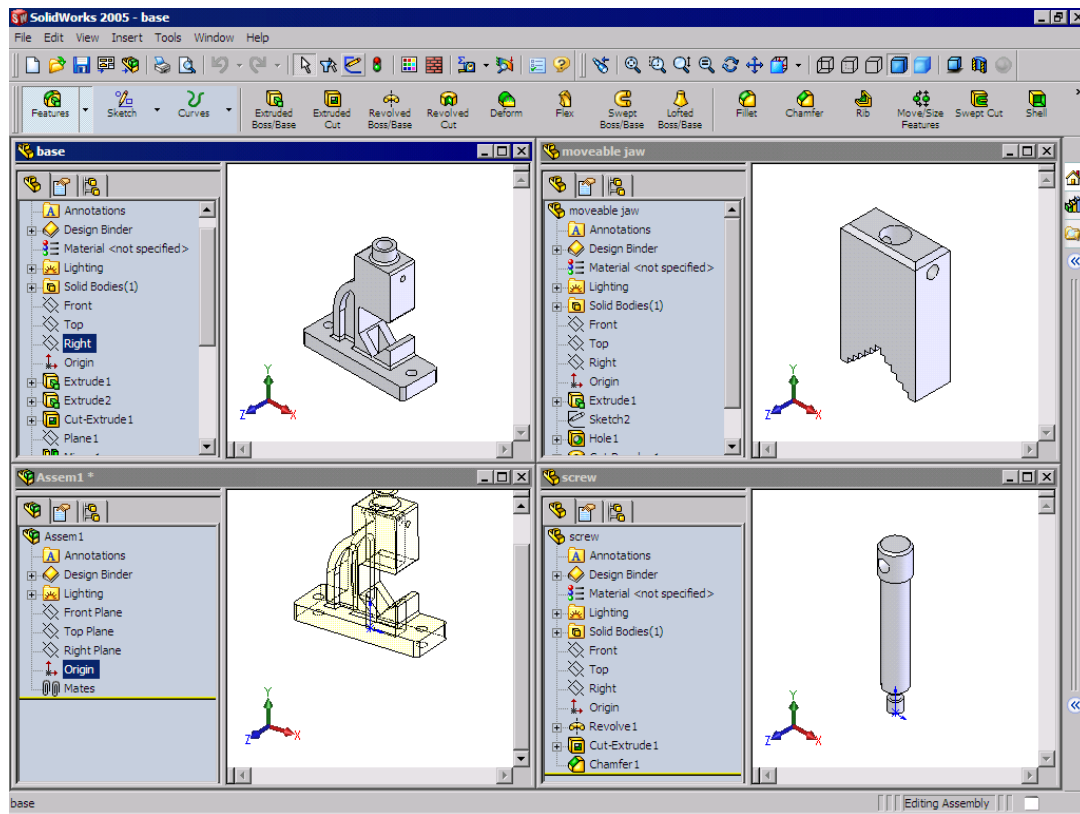 SolidWorks 2005 - base
File Edit View Insert Tools Window Help
Features Sketch Curves Extruded Boss/Base Extruded Cut Revolved Boss/Base Revolved Cut Deform Flex Swept Boss/Base Lofted Boss/Base Fillet Chamfer Rib Move/Size Features Swept Cut Shell
base
Annotations
Design Binder
Material <not specified>
Lighting
Solid Bodies(1)
Front
Top
Right
Origin
Extrude1
Extrude2
Cut-Extrude1
Plane1
Y
Z
X
moveable jaw
moveable jaw
Annotations
Design Binder
Material <not specified>
Lighting
Solid Bodies(1)
Front
Top
Right
Origin
Extrude1
Sketch2
Hole1
Y
Z
X
Assem1 *
Assem1
Annotations
Design Binder
Lighting
Front Plane
Top Plane
Right Plane
Origin
Mates
Y
Z
X
screw
screw
Annotations
Design Binder
Material <not specified>
Lighting
Solid Bodies(1)
Front
Top
Right
Origin
Revolve1
Cut-Extrude1
Chamfer1
Y
Z
X
base
Editing Assembly